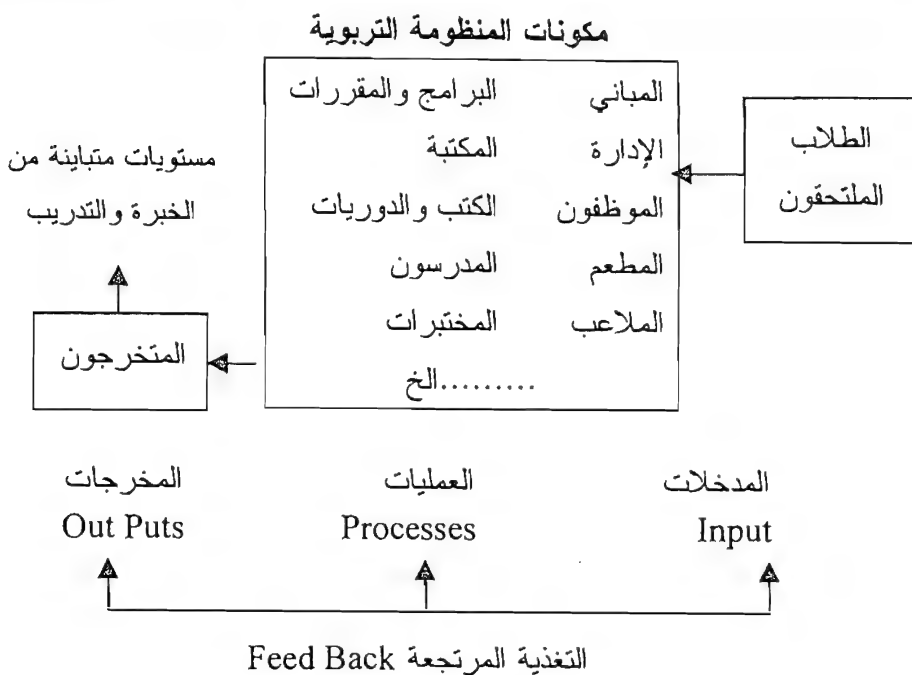 مكونات المنظومة التربوية
الطلاب
الملتحقون
المباني البرامج والمقررات
الإدارة المكتبة
الموظفون الكتب والدوريات
المطعم المدرسون
الملاعب المختبرات
.........الخ
مستويات متباينة من
الخبرة والتدريب
المتخرجون
المدخلات العمليات المخرجات
Input Processes Out Puts
التغذية المرتجعة Feed Back